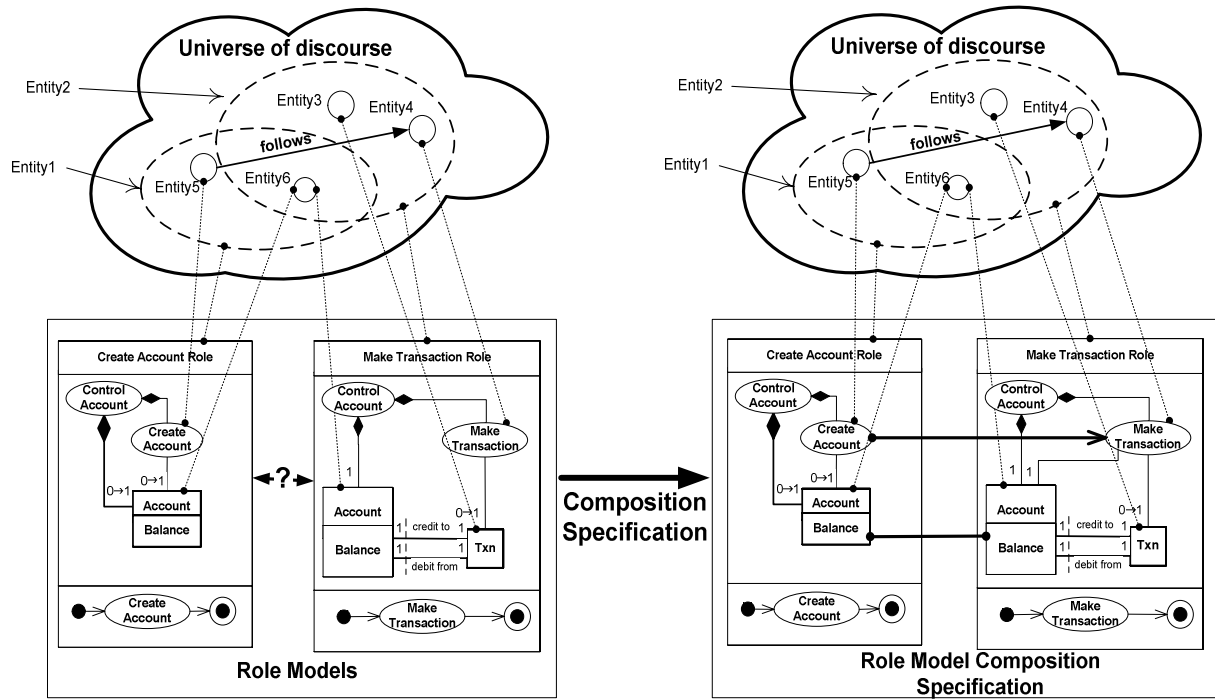 Universe of discourse
Entity2
Entity3
Entity4
follows
Entity1
Entity5
Entity6
Create Account Role
Control
Account
Create
Account
0→1
0→1
Account
Balance
Create
Account
?
Make Transaction Role
Control
Account
Make
Transaction
1
0→1
Account
Balance
1
credit to
1
1
debit from
1
Txn
Make
Transaction
Role Models
Composition
Specification
Universe of discourse
Entity2
Entity3
Entity4
follows
Entity1
Entity5
Entity6
Create Account Role
Control
Account
Create
Account
0→1
0→1
Account
Balance
Create
Account
Make Transaction Role
Control
Account
Make
Transaction
1
1
0→1
Account
Balance
1
credit to
1
1
debit from
1
Txn
Make
Transaction
Role Model Composition
Specification